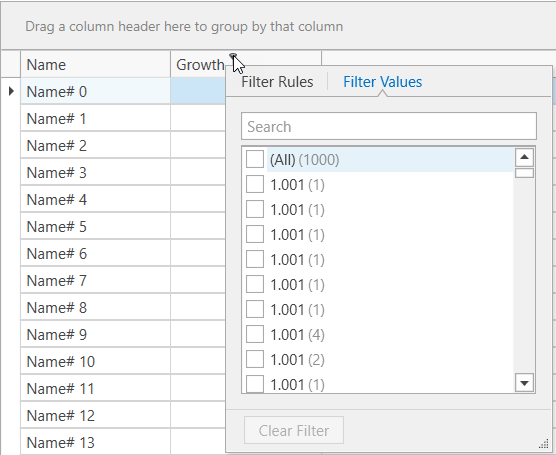 Drag a column header here to group by that column
Name Growth
Filter Rules Filter Values
Search
(All) (1000)
1.001 (1)
1.001 (1)
1.001 (1)
1.001 (1)
1.001 (1)
1.001 (1)
1.001 (4)
1.001 (2)
1.001 (1)
Clear Filter
Name# 0
Name# 1
Name# 2
Name# 3
Name# 4
Name# 5
Name# 6
Name# 7
Name# 8
Name# 9
Name# 10
Name# 11
Name# 12
Name# 13